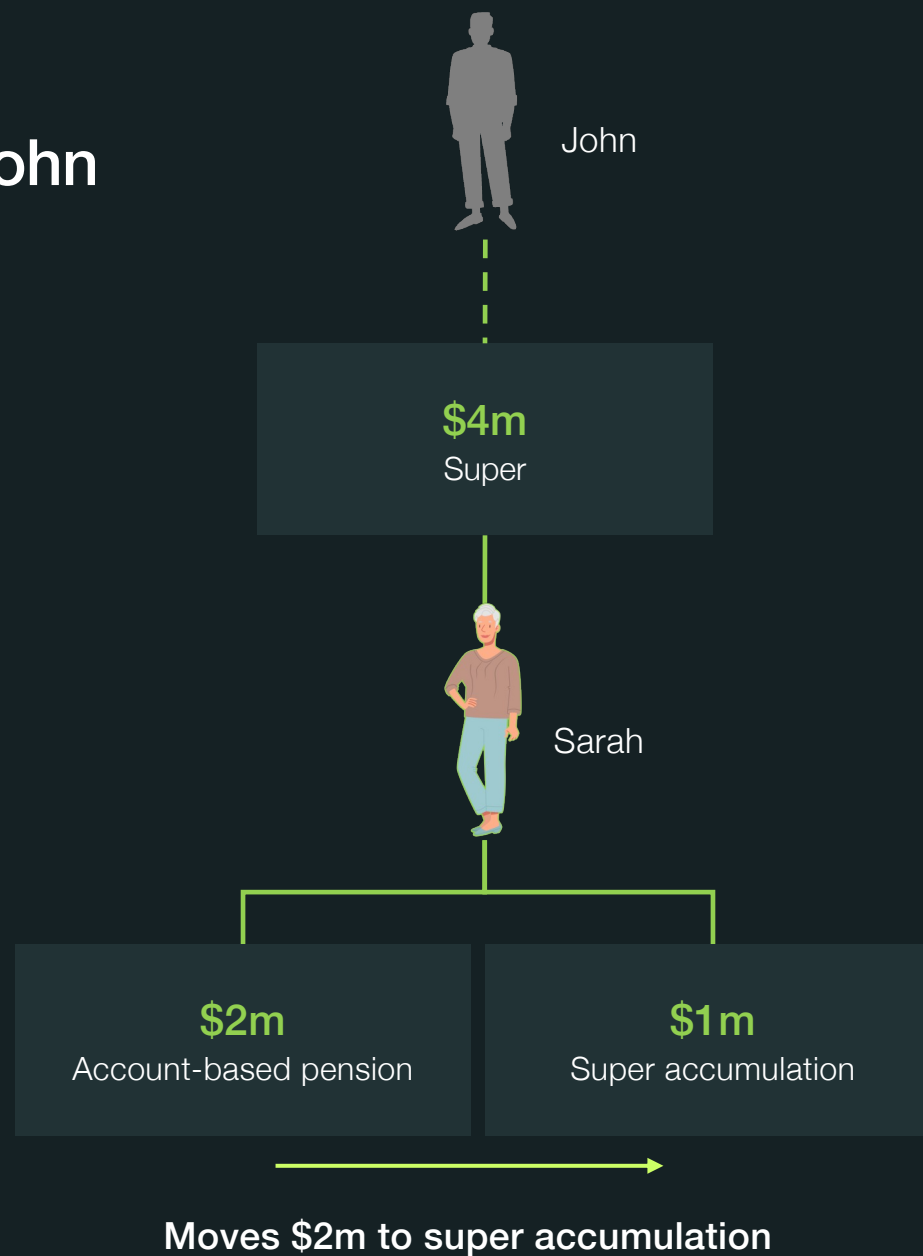 ohn
John
$4m
Super
Sarah
$2m
Account-based pension
$1m
Super accumulation
Moves $2m to super accumulation